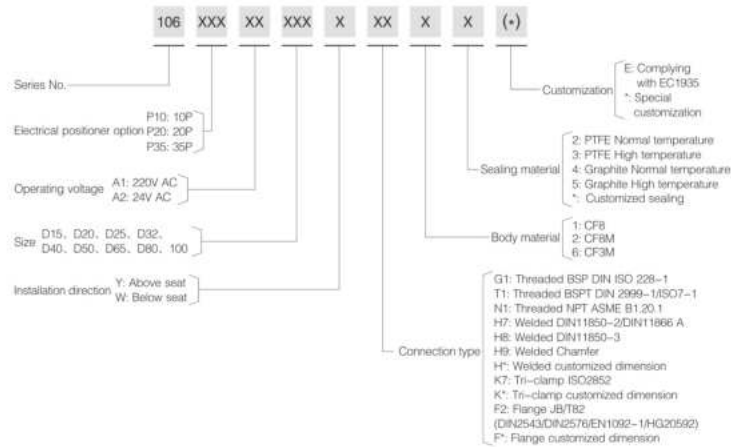 106 XXX XX XXX X XX X X (*)
Series No.
Electrical positioner option
P10: 10P
P20: 20P
P35: 35P
Operating voltage
A1: 220V AC
A2: 24V AC
Size
D15、D20、D25、D32、
D40、D50、D65、D80、100
Installation direction
Y: Above seat
W: Below seat
Customization
E: Complying
with EC1935
*: Special
customization
Sealing material
2: PTFE Normal temperature
3: PTFE High temperature
4: Graphite Normal temperature
5: Graphite High temperature
*: Customized sealing
Body material
1: CF8
2: CF8M
6: CF3M
Connection type
G1: Threaded BSP DIN ISO 228-1
T1: Threaded BSPT DIN 2999-1/ISO7-1
N1: Threaded NPT ASME B1.20.1
H7: Welded DIN11850-2/DIN11866 A
H8: Welded DIN11850-3
H9: Welded Chamfer
H*: Welded customized dimension
K7: Tri-clamp ISO2852
K*: Tri-clamp customized dimension
F2: Flange JB/T82
(DIN2543/DIN2576/EN1092-1/HG20592)
F*: Flange customized dimension